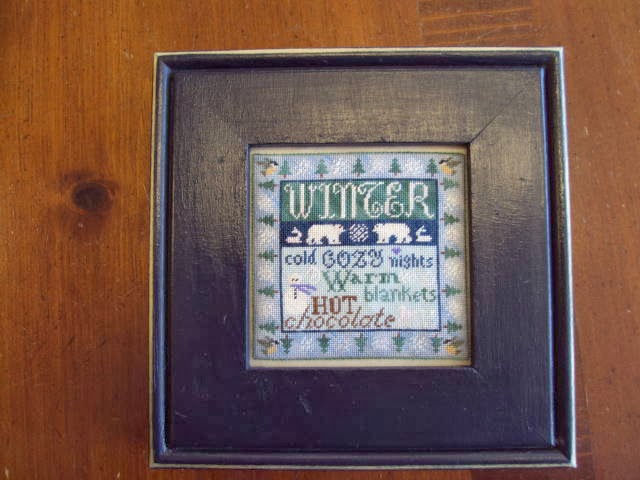 WINTER
cold COZY nights
Warm
blankets
HOT
chocolate